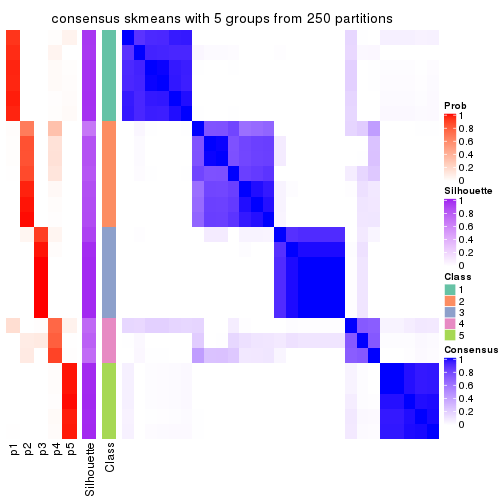 consensus skmeans with 5 groups from 250 partitions
Prob
1
0.8
0.6
0.4
0.2
0
Silhouette
1
0.8
0.6
0.4
0.2
0
Class
1
2
3
4
5
Consensus
1
0.8
0.6
0.4
0.2
0
p1
p2
p3
p4
p5
Silhouette
Class